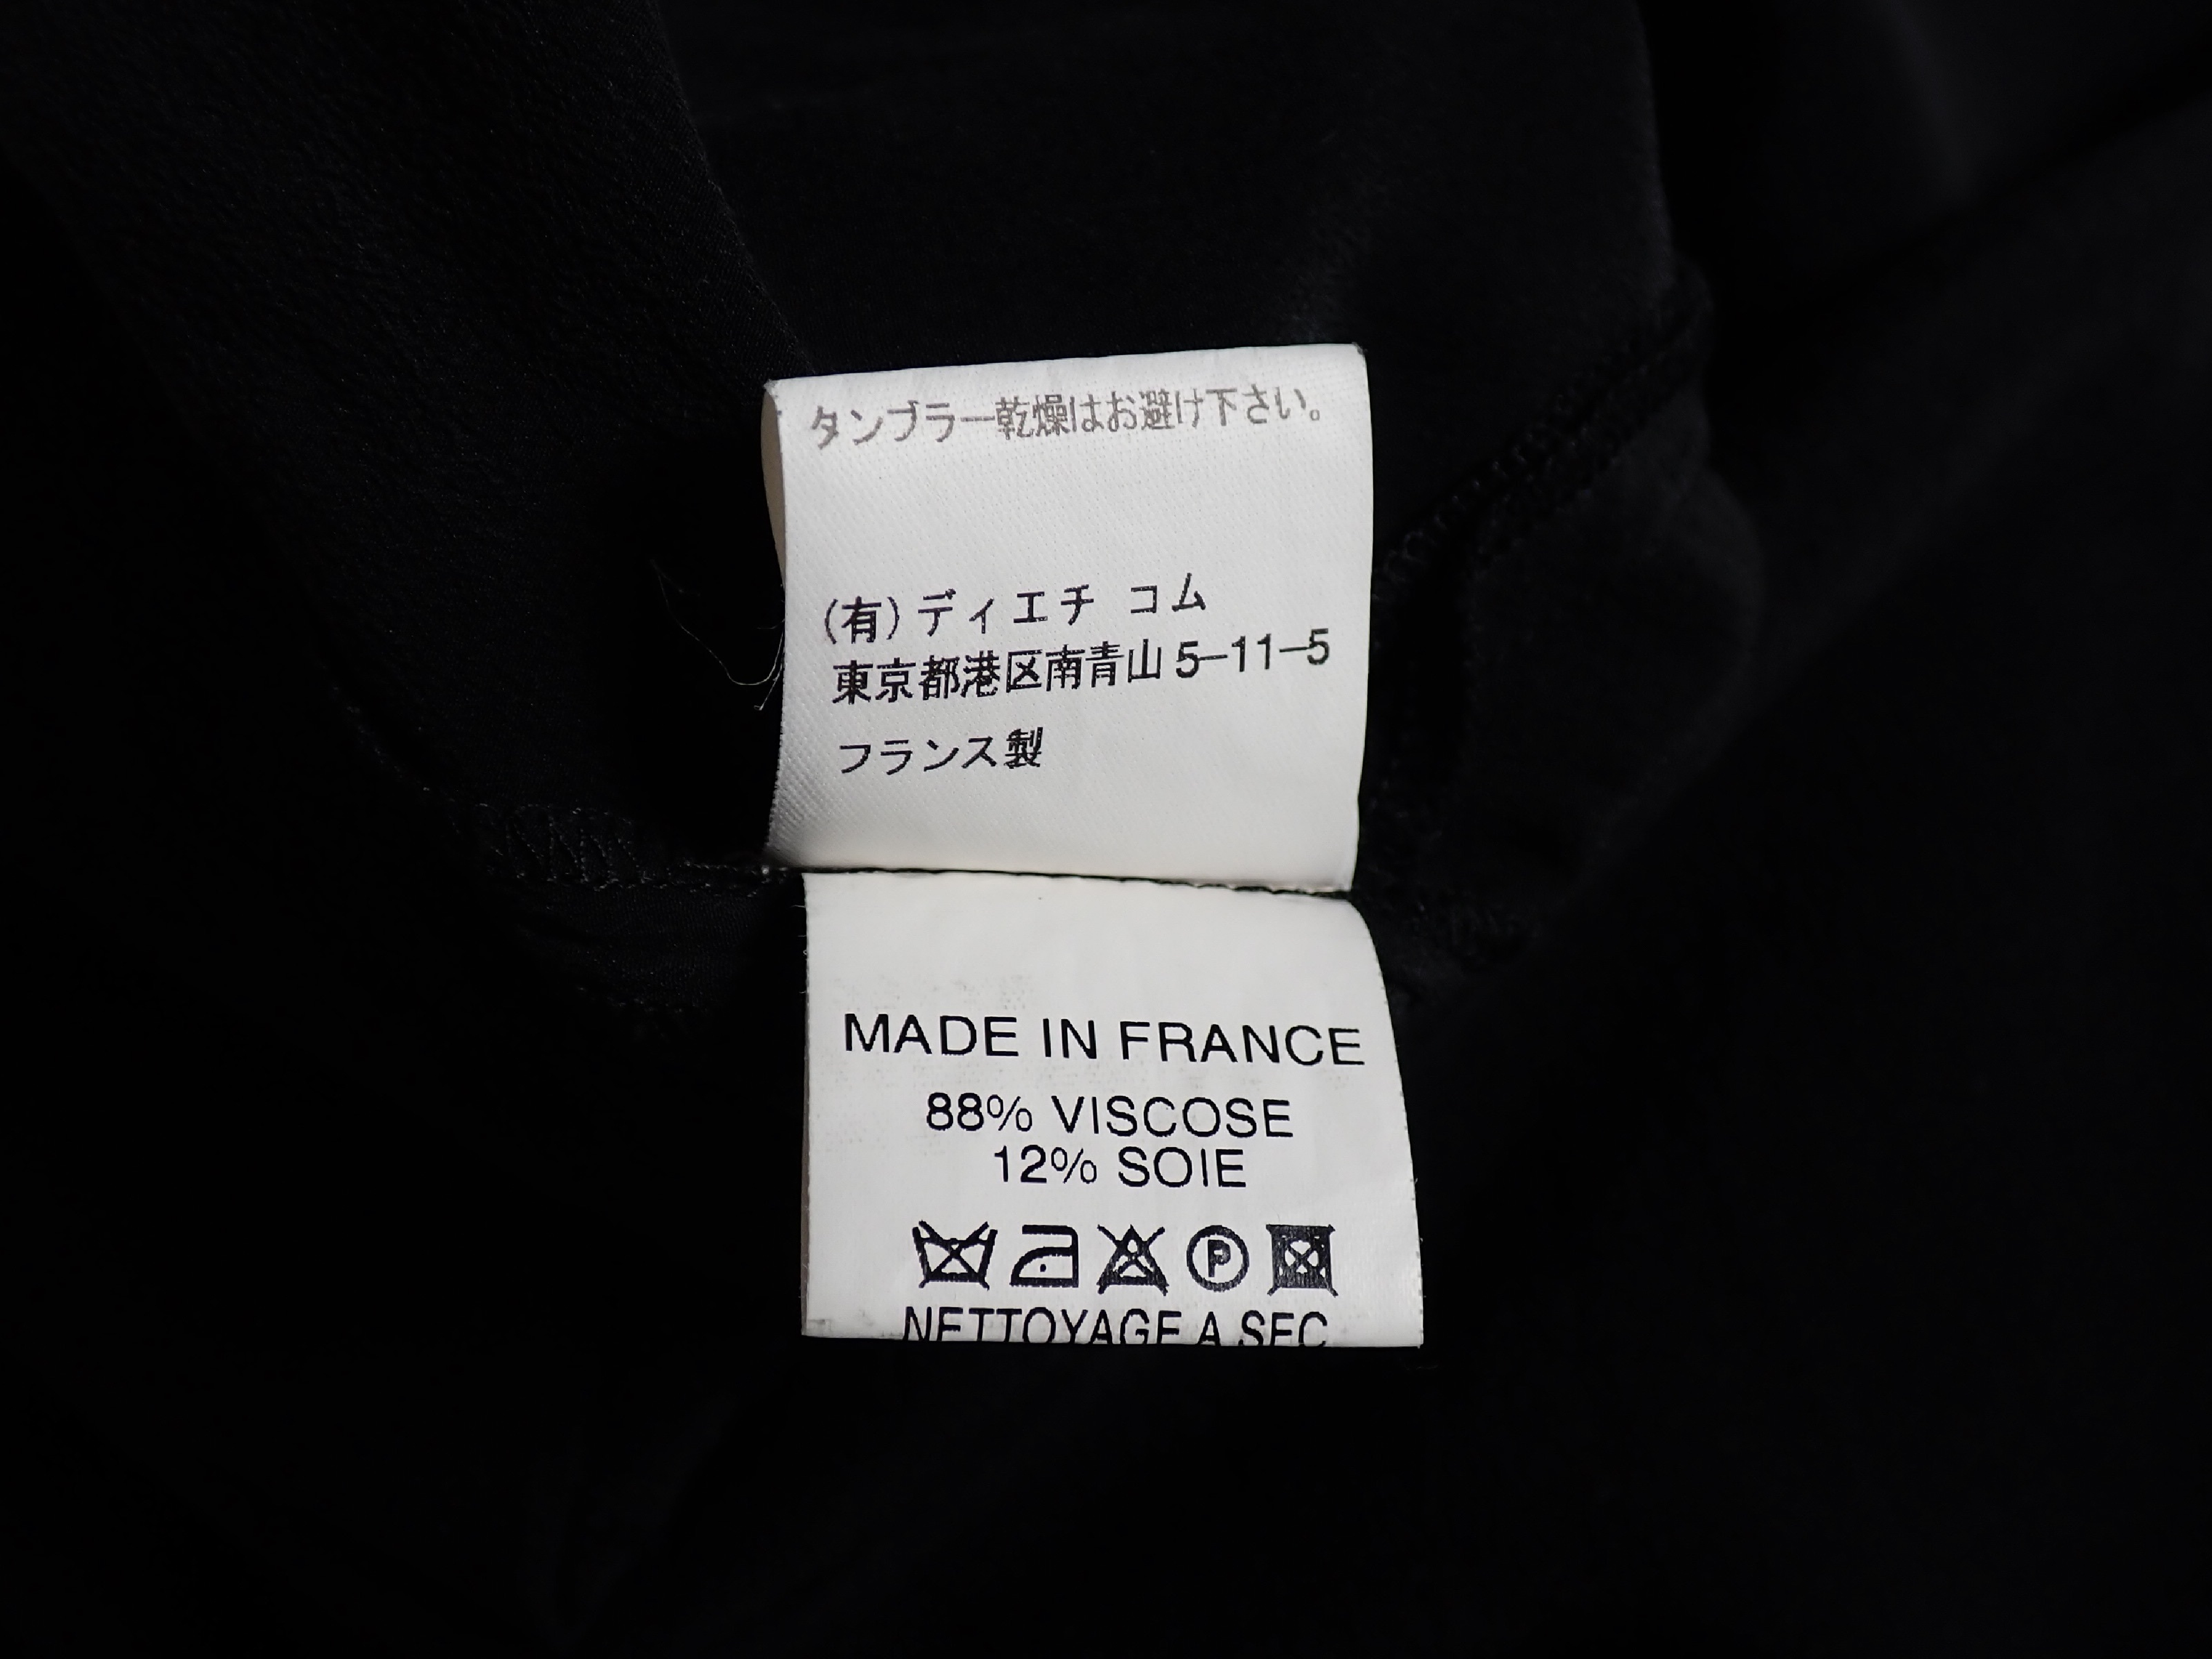 タンブラー乾燥はお避け下さい。
(有)ディエチ コム
東京都港区南青山5-11-5
フランス製
MADE IN FRANCE
88% VISCOSE
12% SOIE
P
NETTOYAGE A SEC